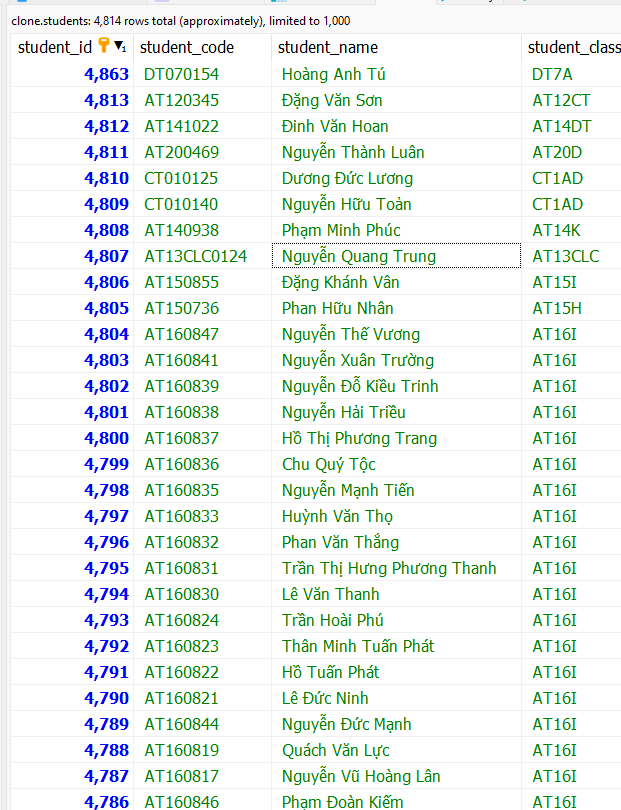 clone.students: 4,814 rows total (approximately), limited to 1,000
student_id 1 student_code student_name student_class
4,863 DT070154 Hoàng Anh Tú DT7A
4,813 AT120345 Đặng Văn Sơn AT12CT
4,812 AT141022 Đinh Văn Hoan AT14DT
4,811 AT200469 Nguyễn Thành Luân AT20D
4,810 CT010125 Dương Đức Lương CT1AD
4,809 CT010140 Nguyễn Hữu Toản CT1AD
4,808 AT140938 Phạm Minh Phúc AT14K
4,807 AT13CLC0124 Nguyễn Quang Trung AT13CLC
4,806 AT150855 Đặng Khánh Vân AT15I
4,805 AT150736 Phan Hữu Nhân AT15H
4,804 AT160847 Nguyễn Thế Vương AT16I
4,803 AT160841 Nguyễn Xuân Trường AT16I
4,802 AT160839 Nguyễn Đỗ Kiều Trinh AT16I
4,801 AT160838 Nguyễn Hải Triều AT16I
4,800 AT160837 Hồ Thị Phương Trang AT16I
4,799 AT160836 Chu Quý Tộc AT16I
4,798 AT160835 Nguyễn Mạnh Tiến AT16I
4,797 AT160833 Huỳnh Văn Thọ AT16I
4,796 AT160832 Phan Văn Thắng AT16I
4,795 AT160831 Trần Thị Hưng Phương Thanh AT16I
4,794 AT160830 Lê Văn Thanh AT16I
4,793 AT160824 Trần Hoài Phú AT16I
4,792 AT160823 Thân Minh Tuấn Phát AT16I
4,791 AT160822 Hồ Tuấn Phát AT16I
4,790 AT160821 Lê Đức Ninh AT16I
4,789 AT160844 Nguyễn Đức Mạnh AT16I
4,788 AT160819 Quách Văn Lực AT16I
4,787 AT160817 Nguyễn Vũ Hoàng Lân AT16I
4,786 AT160846 Phạm Đoàn Kiếm AT16I